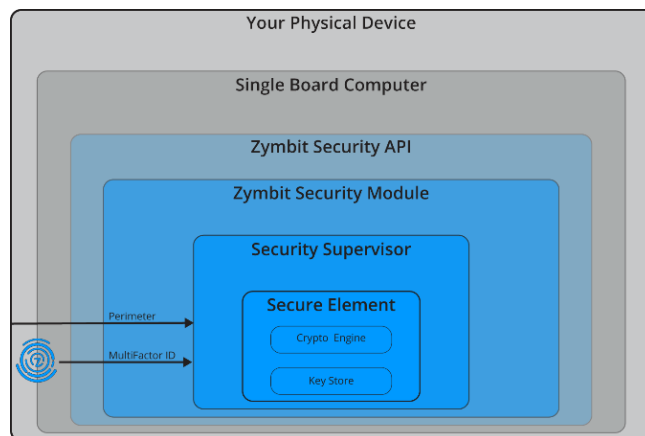 Your Physical Device
Single Board Computer
Zymbit Security API
Zymbit Security Module
Security Supervisor
Secure Element
Perimeter
Crypto Engine
MultiFactor ID
Key Store